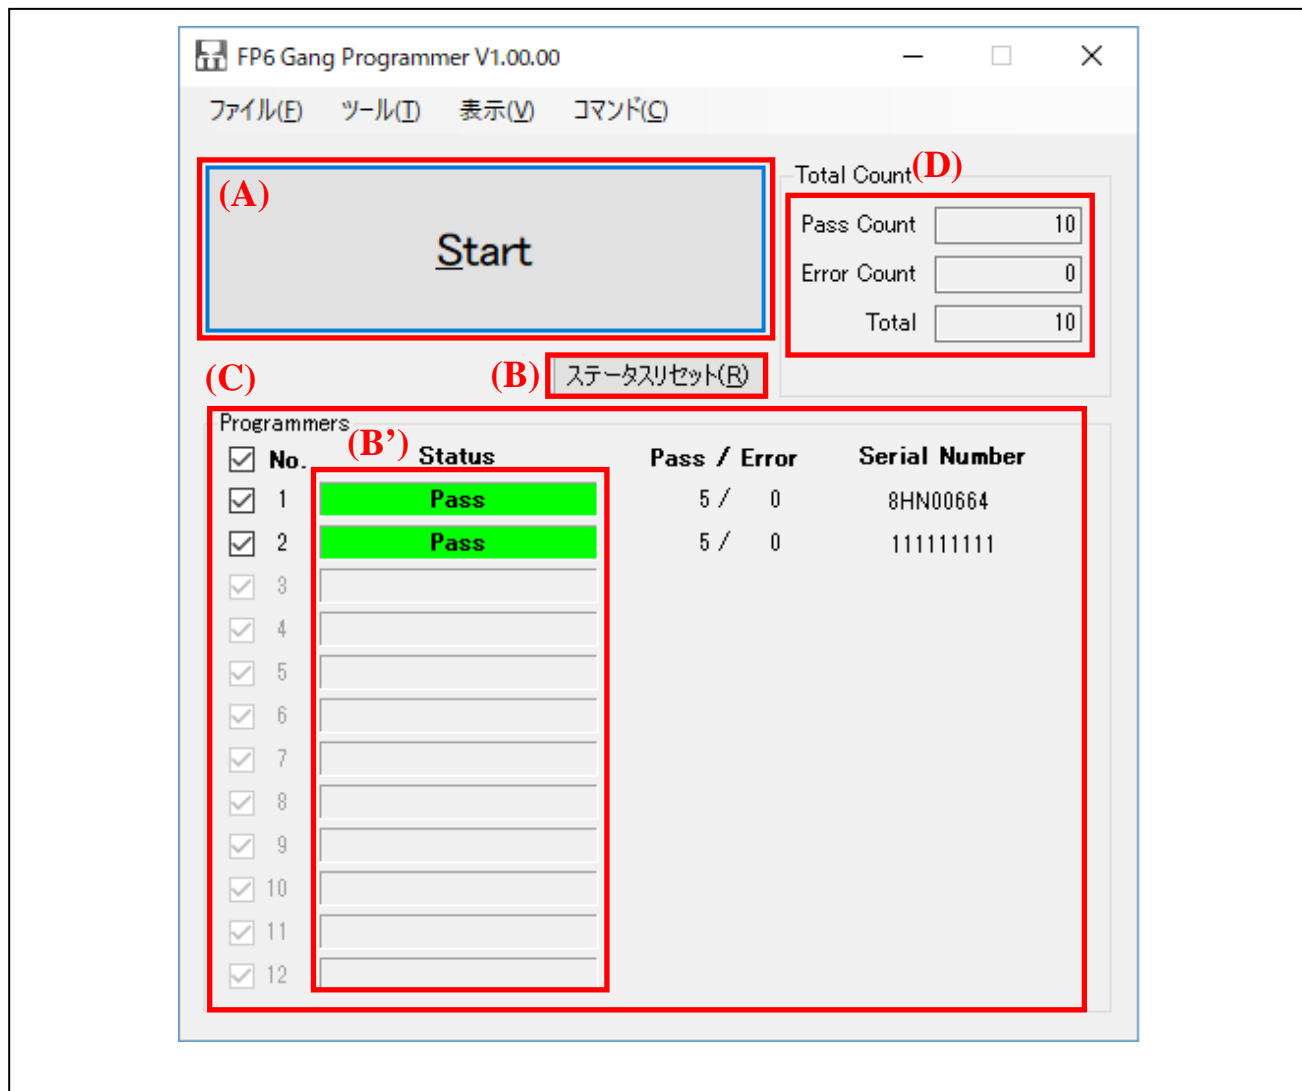 FP6 Gang Programmer V1.00.00
ファイル(F) ツール(T) 表示(V) コマンド(C)
(A)
Start
Total Count (D)
Pass Count 10
Error Count 0
Total 10
(C) (B) ステータスリセット(R)
Programmers
(B’)
No. Status Pass / Error Serial Number
1 Pass 5 / 0 8HN00664
2 Pass 5 / 0 111111111
3
4
5
6
7
8
9
10
11
12